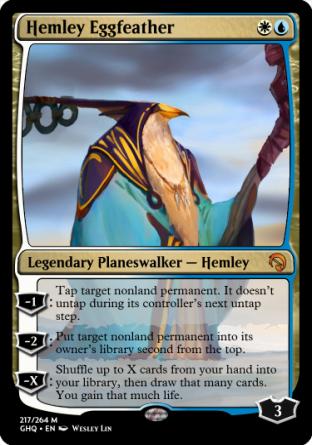 Hemley Eggfeather
Legendary Planeswalker — Hemley
-1: Tap target nonland permanent. It doesn't
untap during its controller's next untap
step.
-2: Put target nonland permanent into its
owner's library second from the top.
-X: Shuffle up to X cards from your hand into
your library, then draw that many cards.
You gain that much life.
3
217/264 M
GHQ • EN Wesley Lin